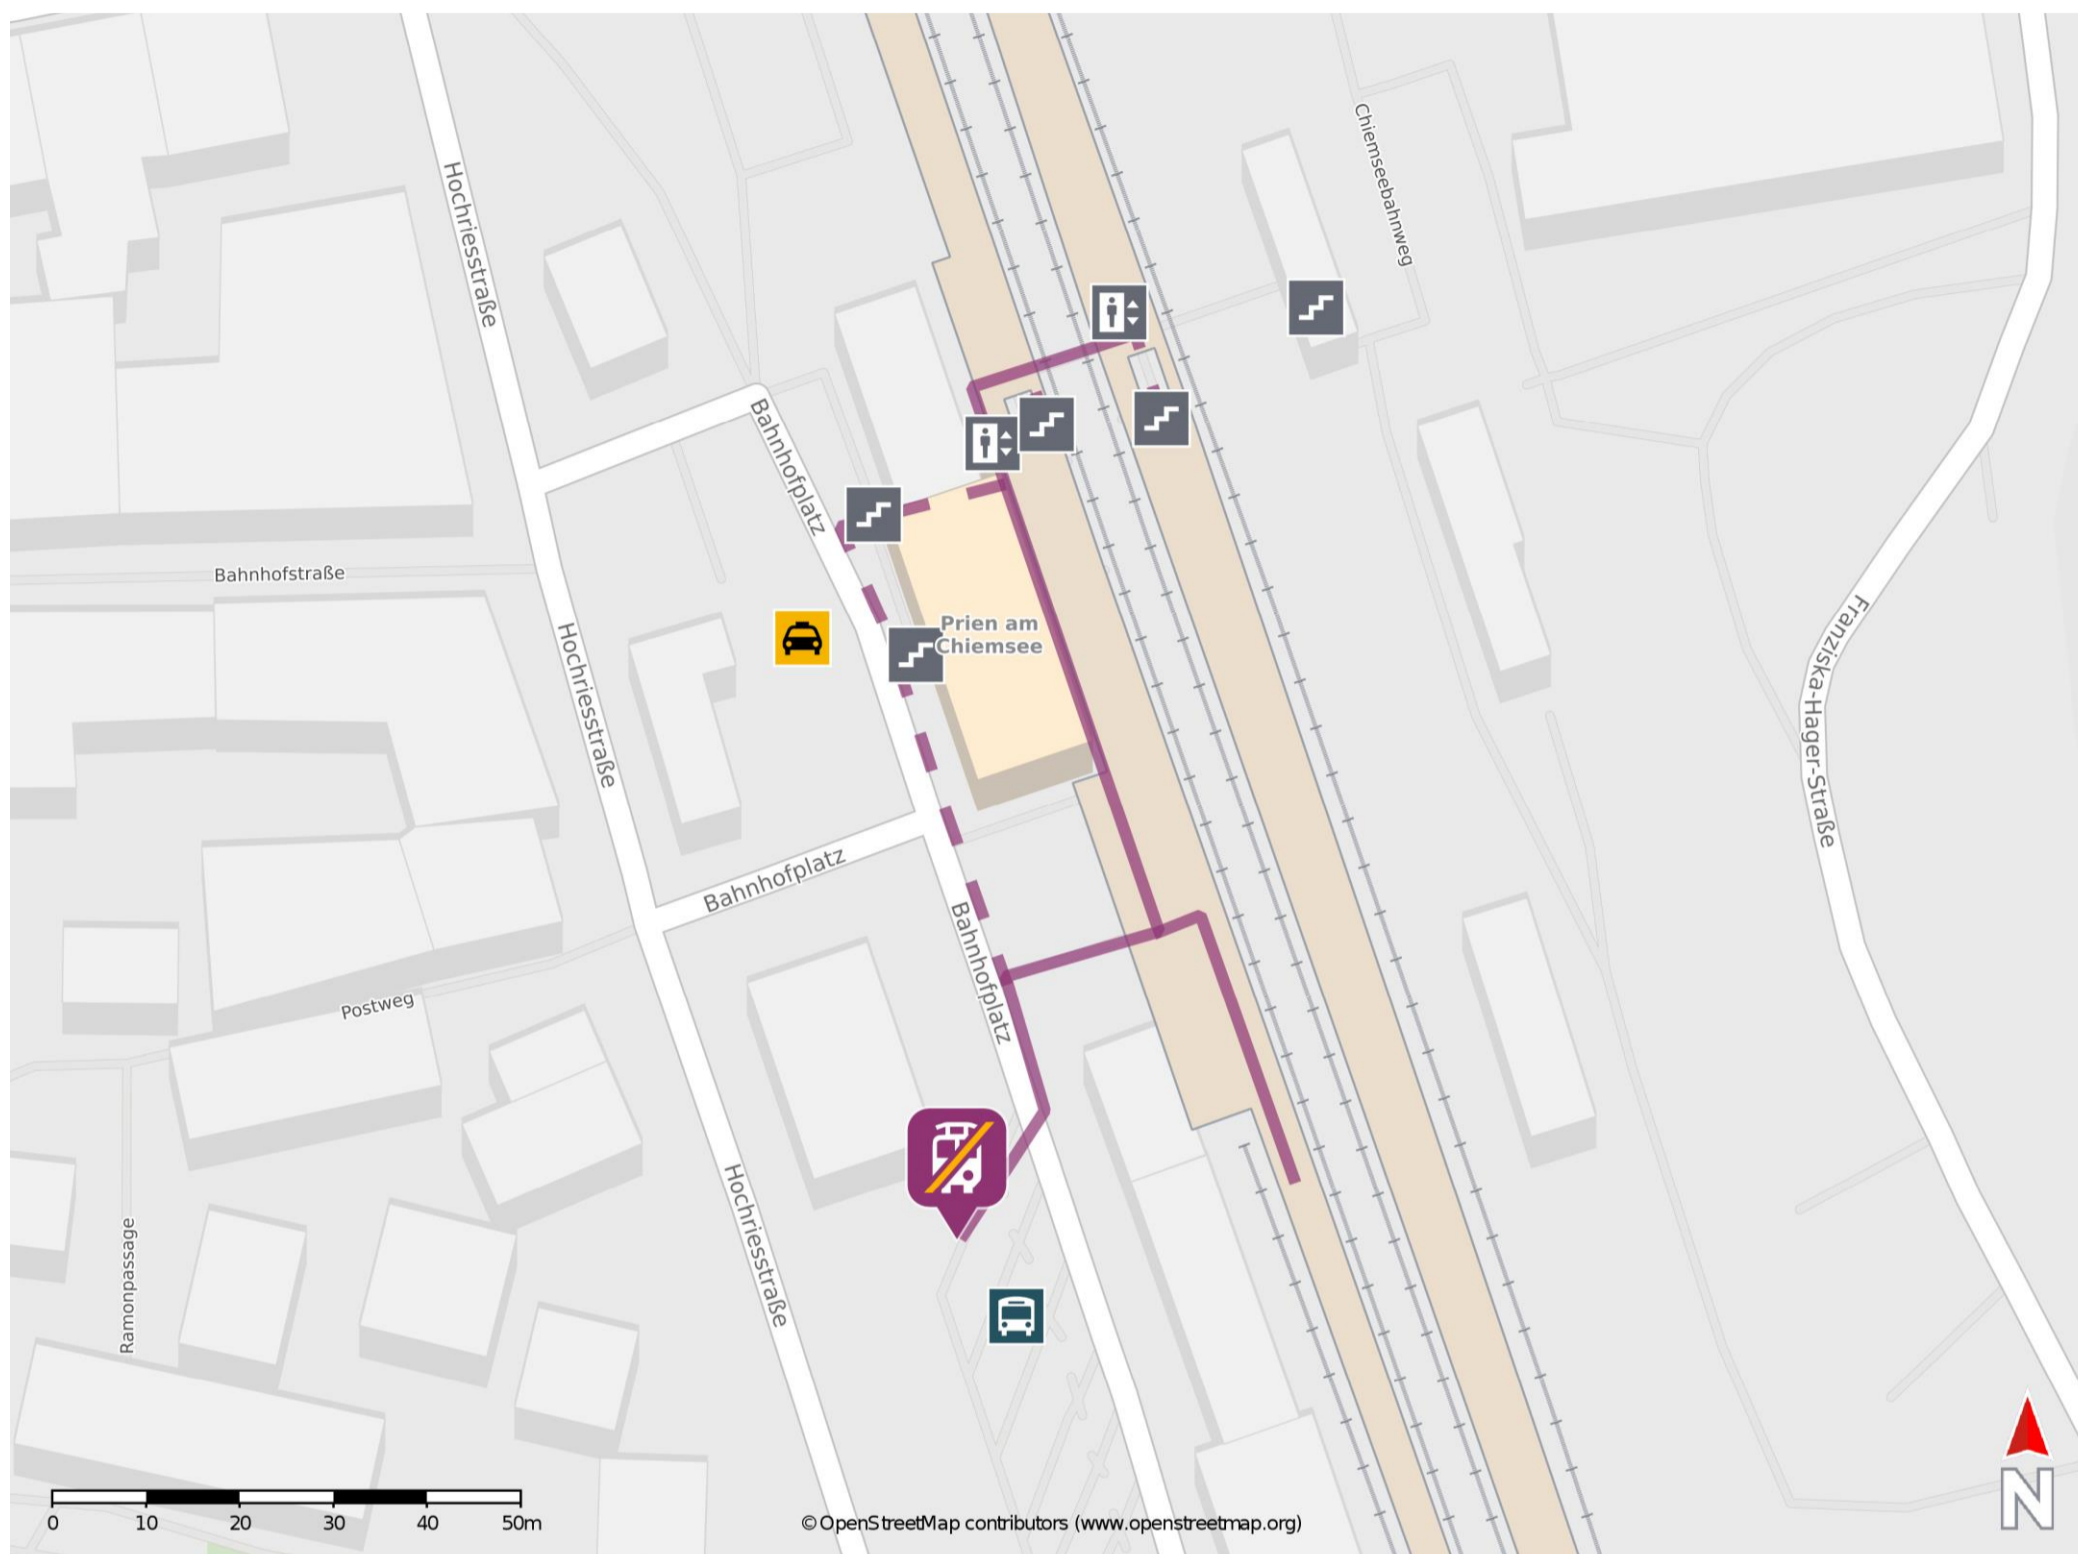 Chiemseebahnweg
Hochriesstraße
Bahnhofplatz
Bahnhofstraße
Prien am
Chiemsee
Franziska-Hager-Straße
Hochriesstraße
Bahnhofplatz
Bahnhofplatz
Postweg
Hochriesstraße
Ramonpassage
0 10 20 30 40 50m
© OpenStreetMap contributors (www.openstreetmap.org)
N